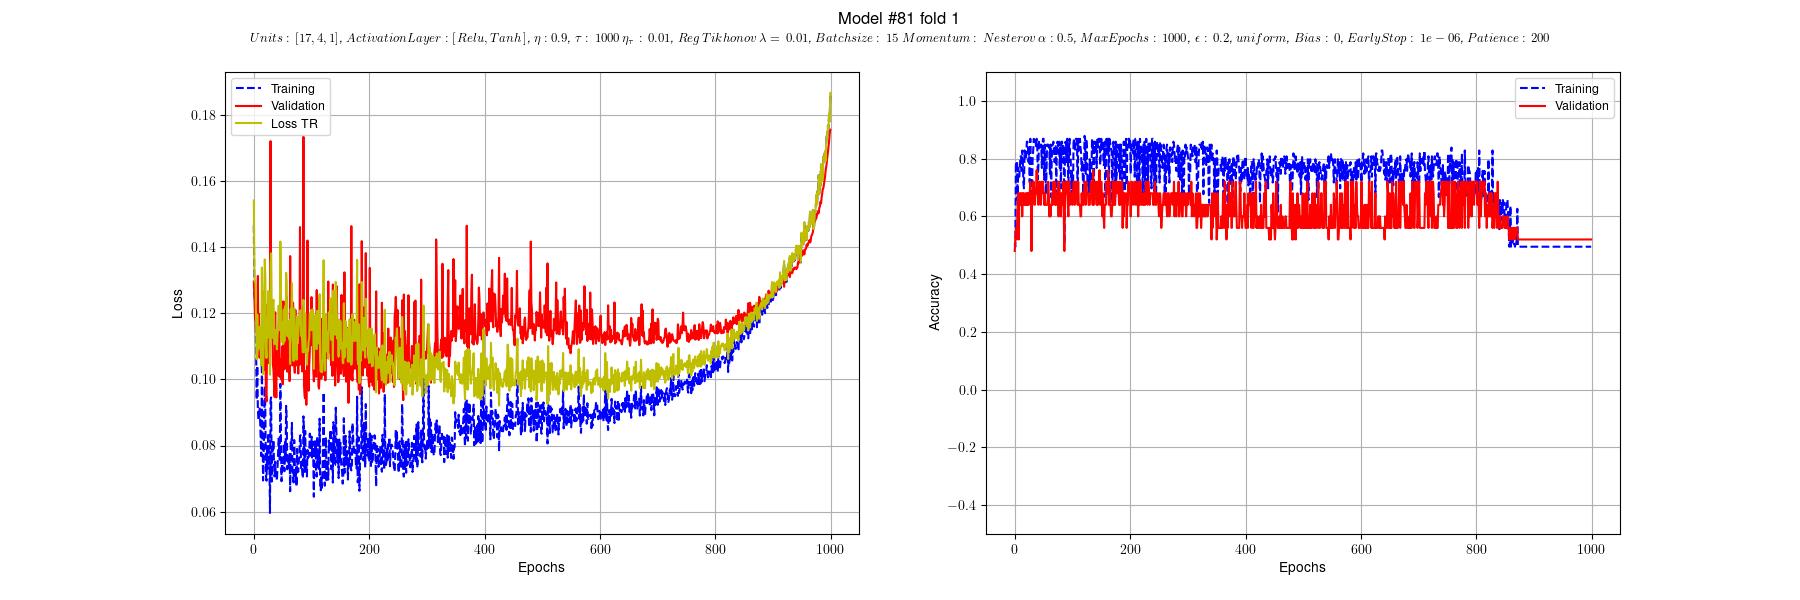 Model #81 fold 1
Units : [17, 4, 1], ActivationLayer : [Relu, Tanh], η : 0.9, τ : 1000 ητ : 0.01, Reg Tikhonov λ = 0.01, Batchsize : 15 Momentum : Nesterov α : 0.5, MaxEpochs : 1000, ϵ : 0.2, uniform, Bias : 0, EarlyStop : 1e − 06, Patience : 200
Training
Validation
Loss TR
Loss
0.18
0.16
0.14
0.12
0.10
0.08
0.06
0 200 400 600 800 1000
Epochs
Training
Validation
Accuracy
1.0
0.8
0.6
0.4
0.2
0.0
−0.2
−0.4
0 200 400 600 800 1000
Epochs